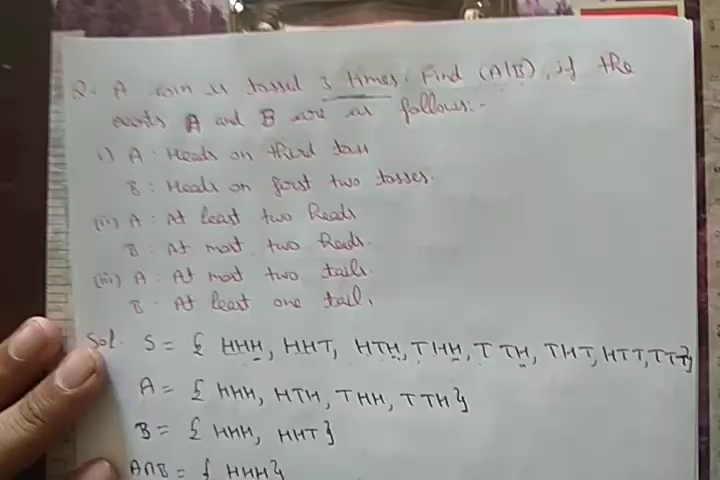 2. A coin is tossed 3 times. Find (A|B), if the
events A and B are as follows:-
i) A: Heads on third toss
B: Heads on first two tosses.
(ii) A: At least two Heads
B: At most two Heads.
(iii) A: At most two tails.
B: At least one tail.
Sol. S = { HHH, HHT, HTH, THH, TTH, THT, HTT, TTT}
A = { HHH, HTH, THH, TTH}
B = { HHH, HHT}
A∩B = { HHH}